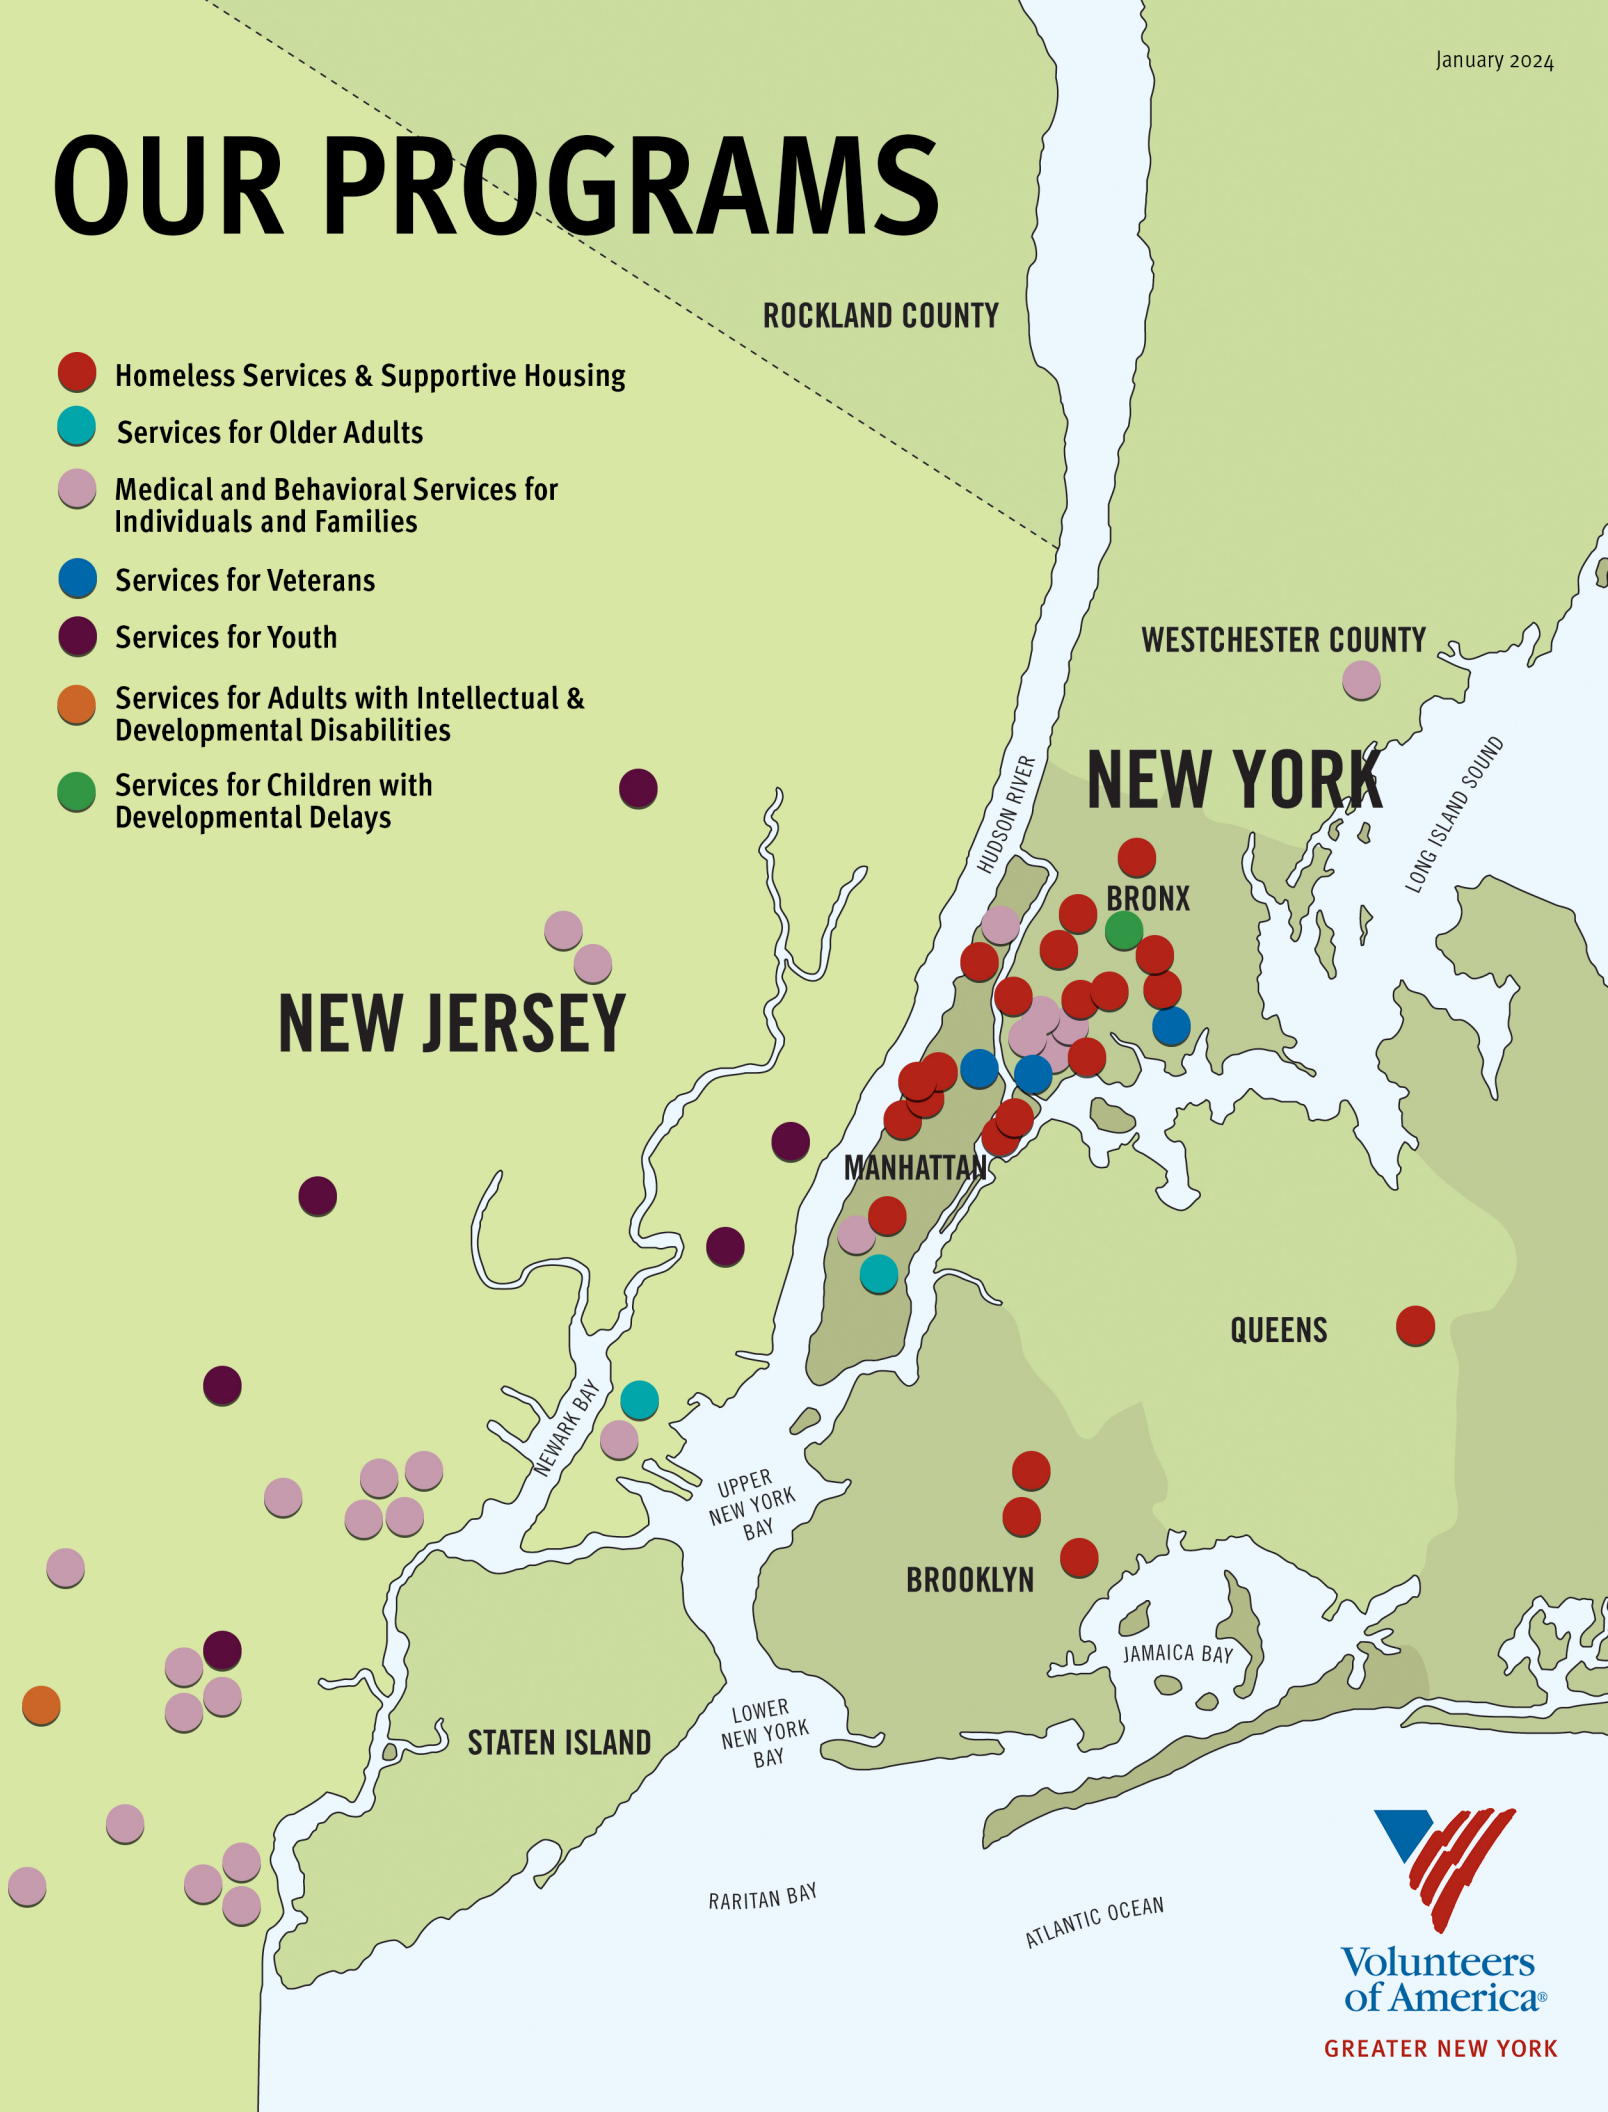 January 2024
OUR PROGRAMS
ROCKLAND COUNTY
Homeless Services & Supportive Housing
Services for Older Adults
Medical and Behavioral Services for
Individuals and Families
Services for Veterans
Services for Youth
Services for Adults with Intellectual &
Developmental Disabilities
Services for Children with
Developmental Delays
WESTCHESTER COUNTY
NEW YORK
LONG ISLAND SOUND
HUDSON RIVER
BRONX
NEW JERSEY
MANHATTAN
QUEENS
NEWARK BAY
UPPER
NEW YORK
BAY
BROOKLYN
JAMAICA BAY
STATEN ISLAND
LOWER
NEW YORK
BAY
RARITAN BAY
ATLANTIC OCEAN
Volunteers
of America®
GREATER NEW YORK